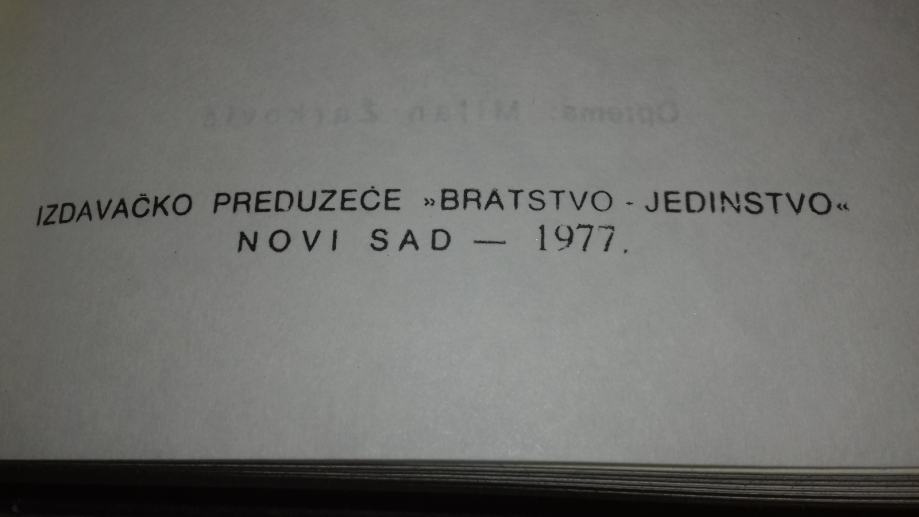 IZDAVAČKO PREDUZEĆE »BRATSTVO - JEDINSTVO«
NOVI SAD — 1977.